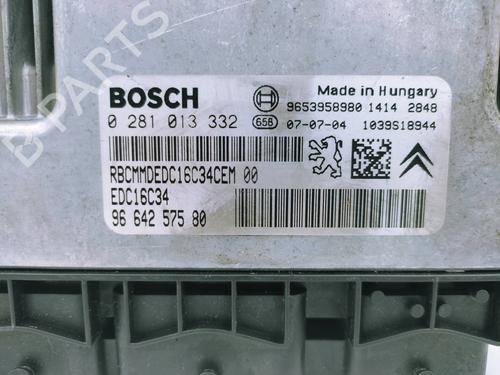 B-PARTS
BOSCH
Made in Hungary
9653958980 1414 2848
0 281 013 332 658 07-07-04 1039S18944
RBCMMDEDC16C34CEM 00
EDC16C34
96 642 575 80